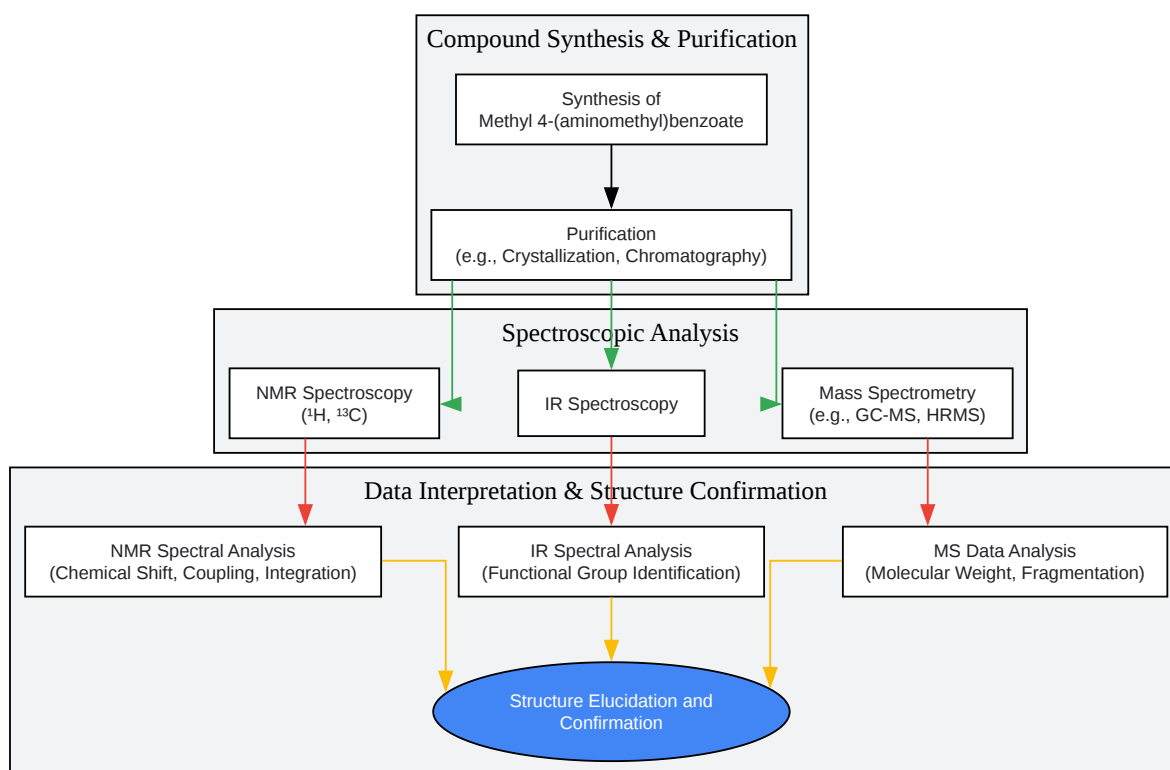 Compound Synthesis & Purification
Synthesis of
Methyl 4-(aminomethyl)benzoate
Purification
(e.g., Crystallization, Chromatography)
Spectroscopic Analysis
NMR Spectroscopy
(¹H, ¹³C)
IR Spectroscopy
Mass Spectrometry
(e.g., GC-MS, HRMS)
Data Interpretation & Structure Confirmation
NMR Spectral Analysis
(Chemical Shift, Coupling, Integration)
IR Spectral Analysis
(Functional Group Identification)
MS Data Analysis
(Molecular Weight, Fragmentation)
Structure Elucidation and
Confirmation